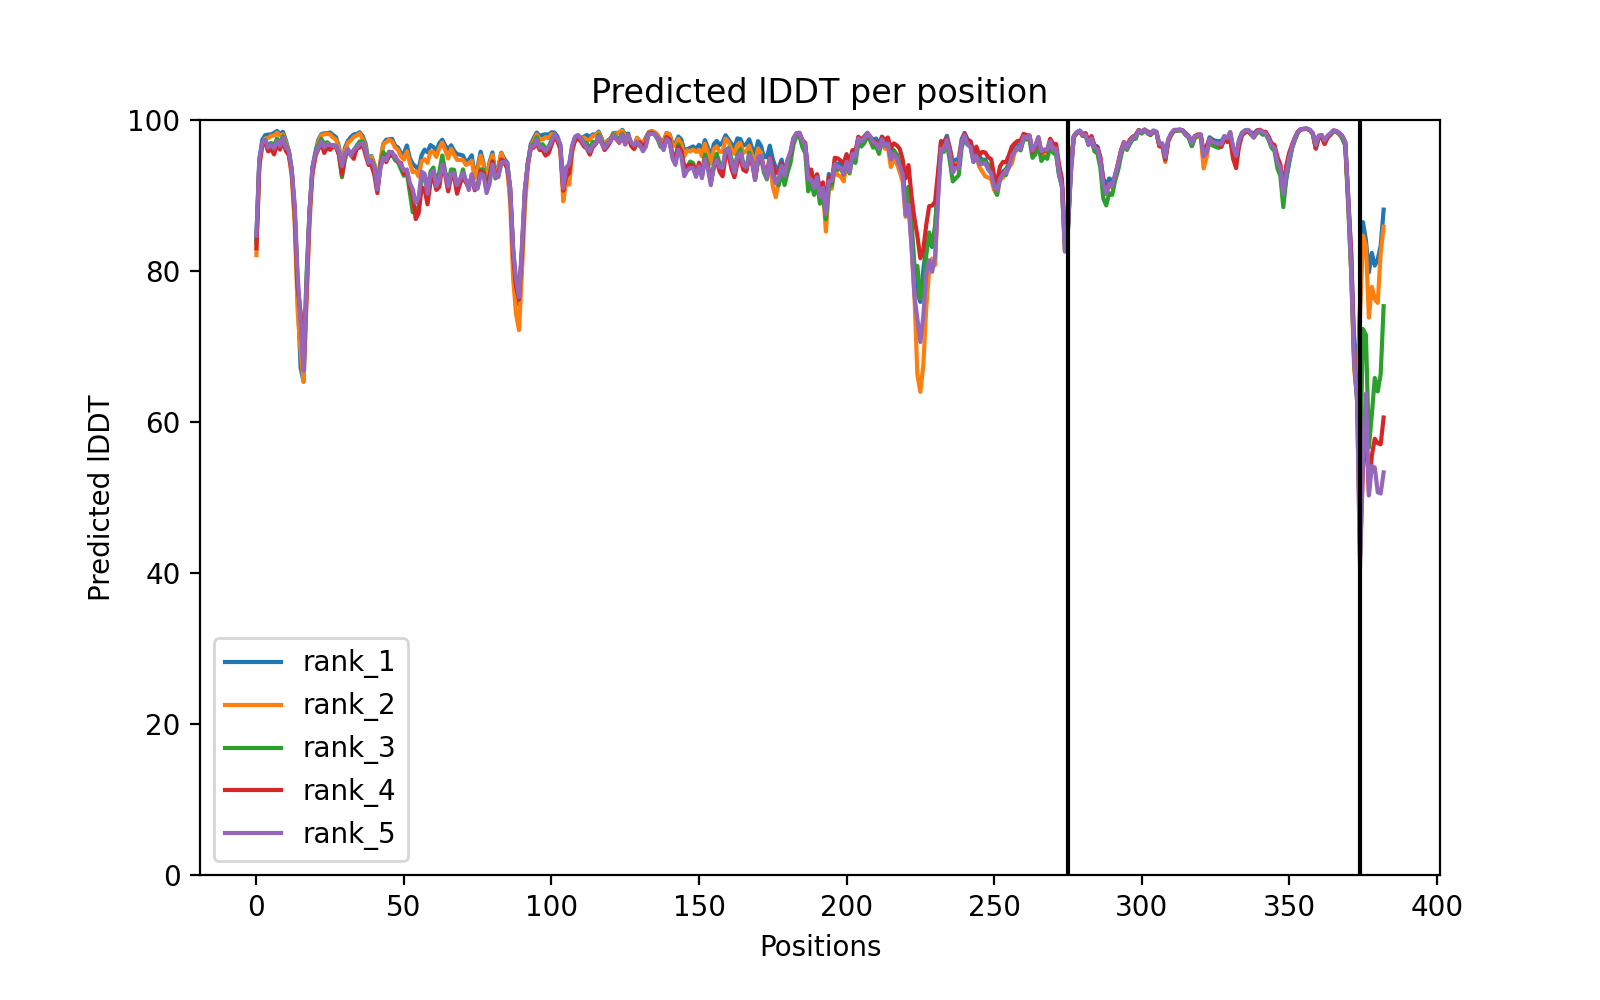 Predicted lDDT per position
Predicted lDDT
100
80
60
40
20
0
rank_1
rank_2
rank_3
rank_4
rank_5
0 50 100 150 200 250 300 350 400
Positions